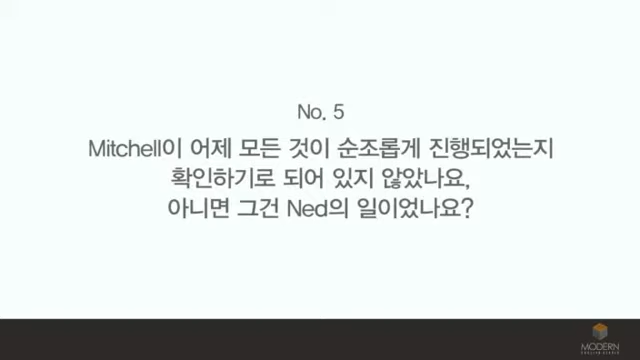 No. 5
Mitchell이 어제 모든 것이 순조롭게 진행되었는지
확인하기로 되어 있지 않았나요,
아니면 그건 Ned의 일이었나요?
MODERN